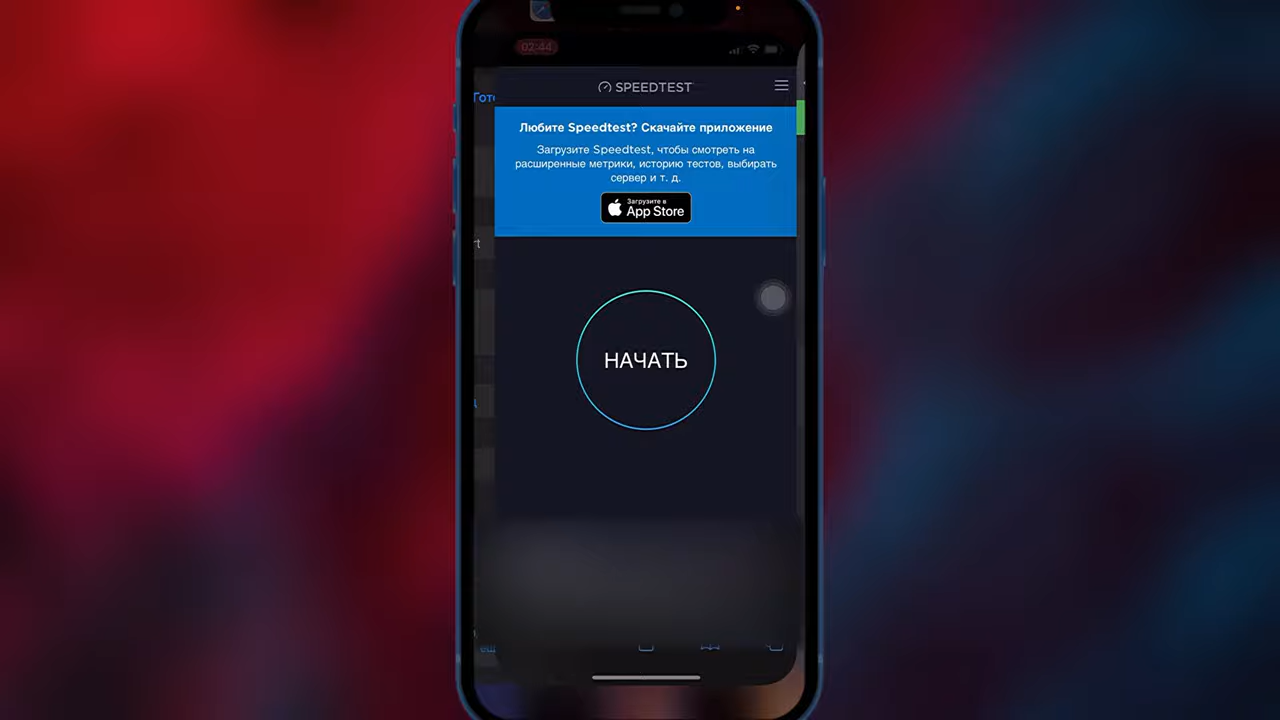 02:44
SPEEDTEST
Любите Speedtest? Скачайте приложение
Загрузите Speedtest, чтобы смотреть на
расширенные метрики, историю тестов, выбирать
сервер и т. д.
Загрузите в
App Store
НАЧАТЬ